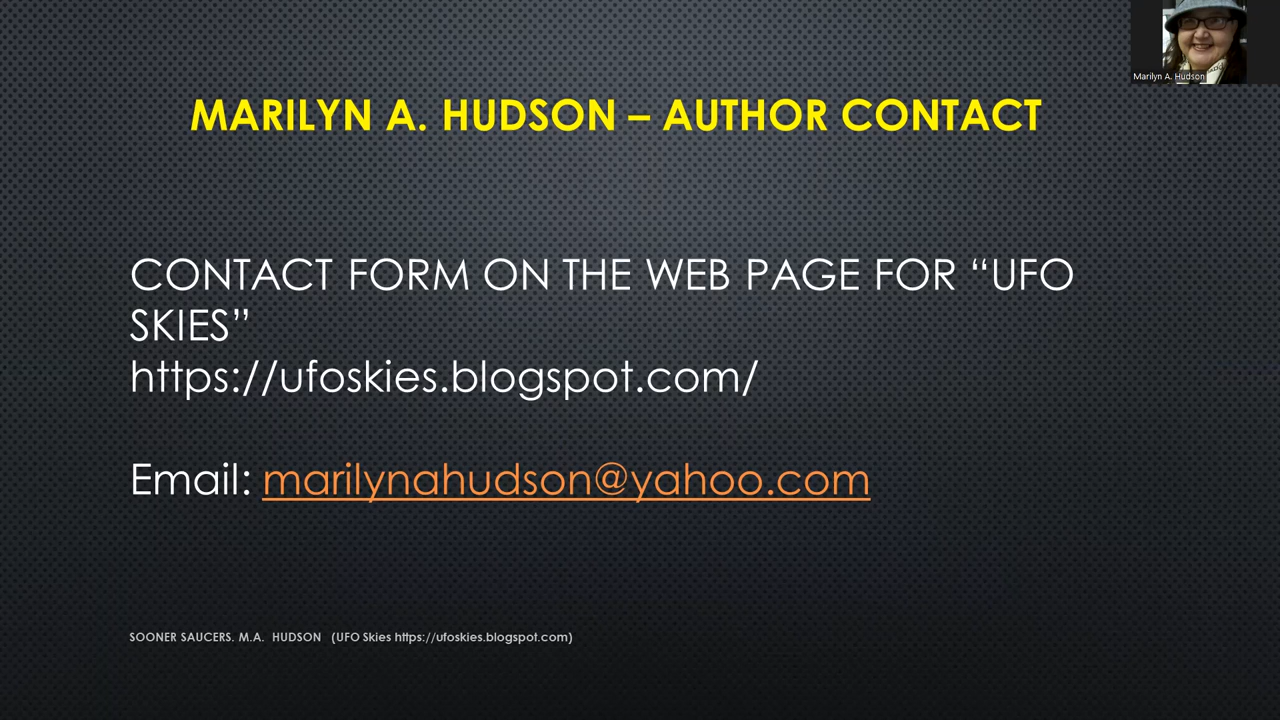 Marilyn A. Hudson
MARILYN A. HUDSON – AUTHOR CONTACT
CONTACT FORM ON THE WEB PAGE FOR “UFO
SKIES”
https://ufoskies.blogspot.com/
Email: marilynahudson@yahoo.com
SOONER SAUCERS. M.A. HUDSON (UFO Skies https://ufoskies.blogspot.com)